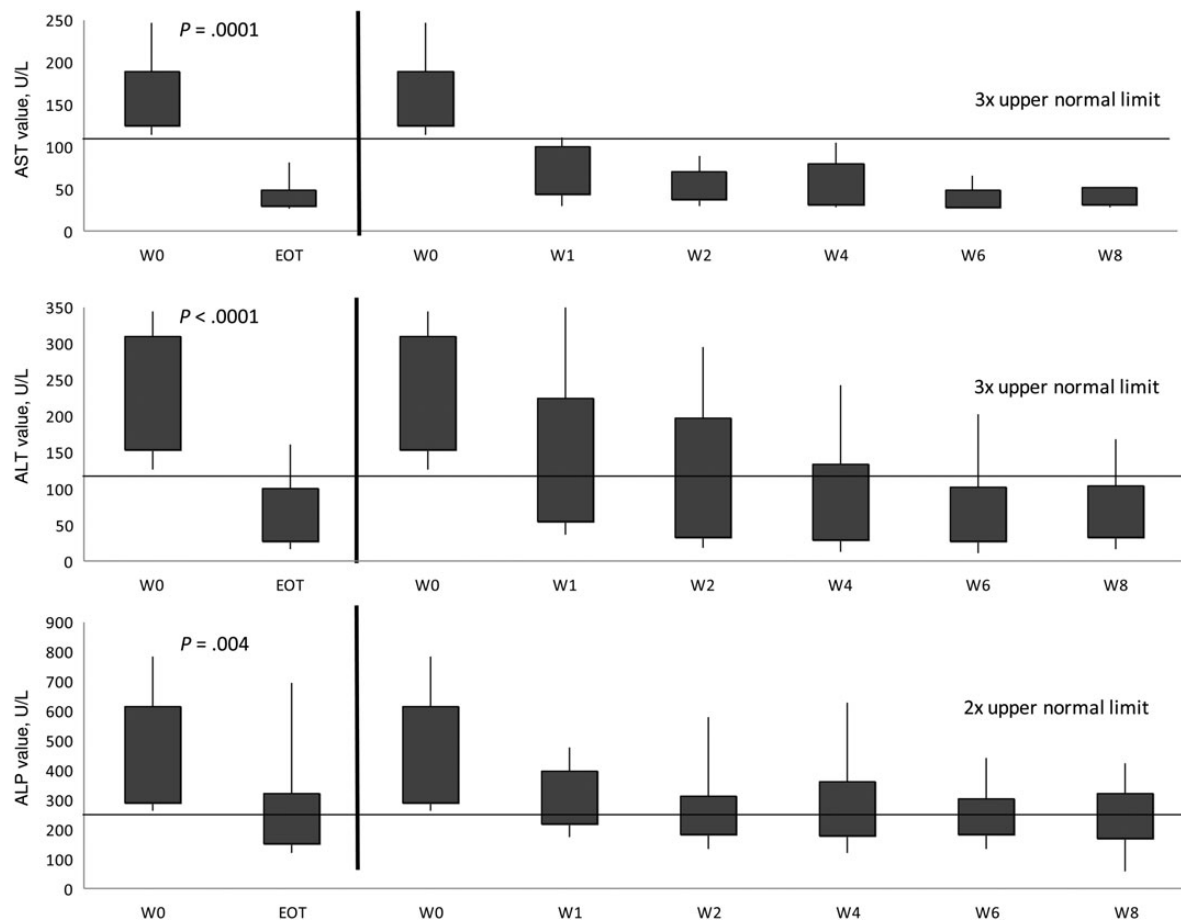 AST value, U/L
250
200
150
100
50
0
P = .0001
3x upper normal limit
W0 EOT W0 W1 W2 W4 W6 W8
ALT value, U/L
350
300
250
200
150
100
50
0
P < .0001
3x upper normal limit
W0 EOT W0 W1 W2 W4 W6 W8
ALP value, U/L
900
800
700
600
500
400
300
200
100
0
P = .004
2x upper normal limit
W0 EOT W0 W1 W2 W4 W6 W8